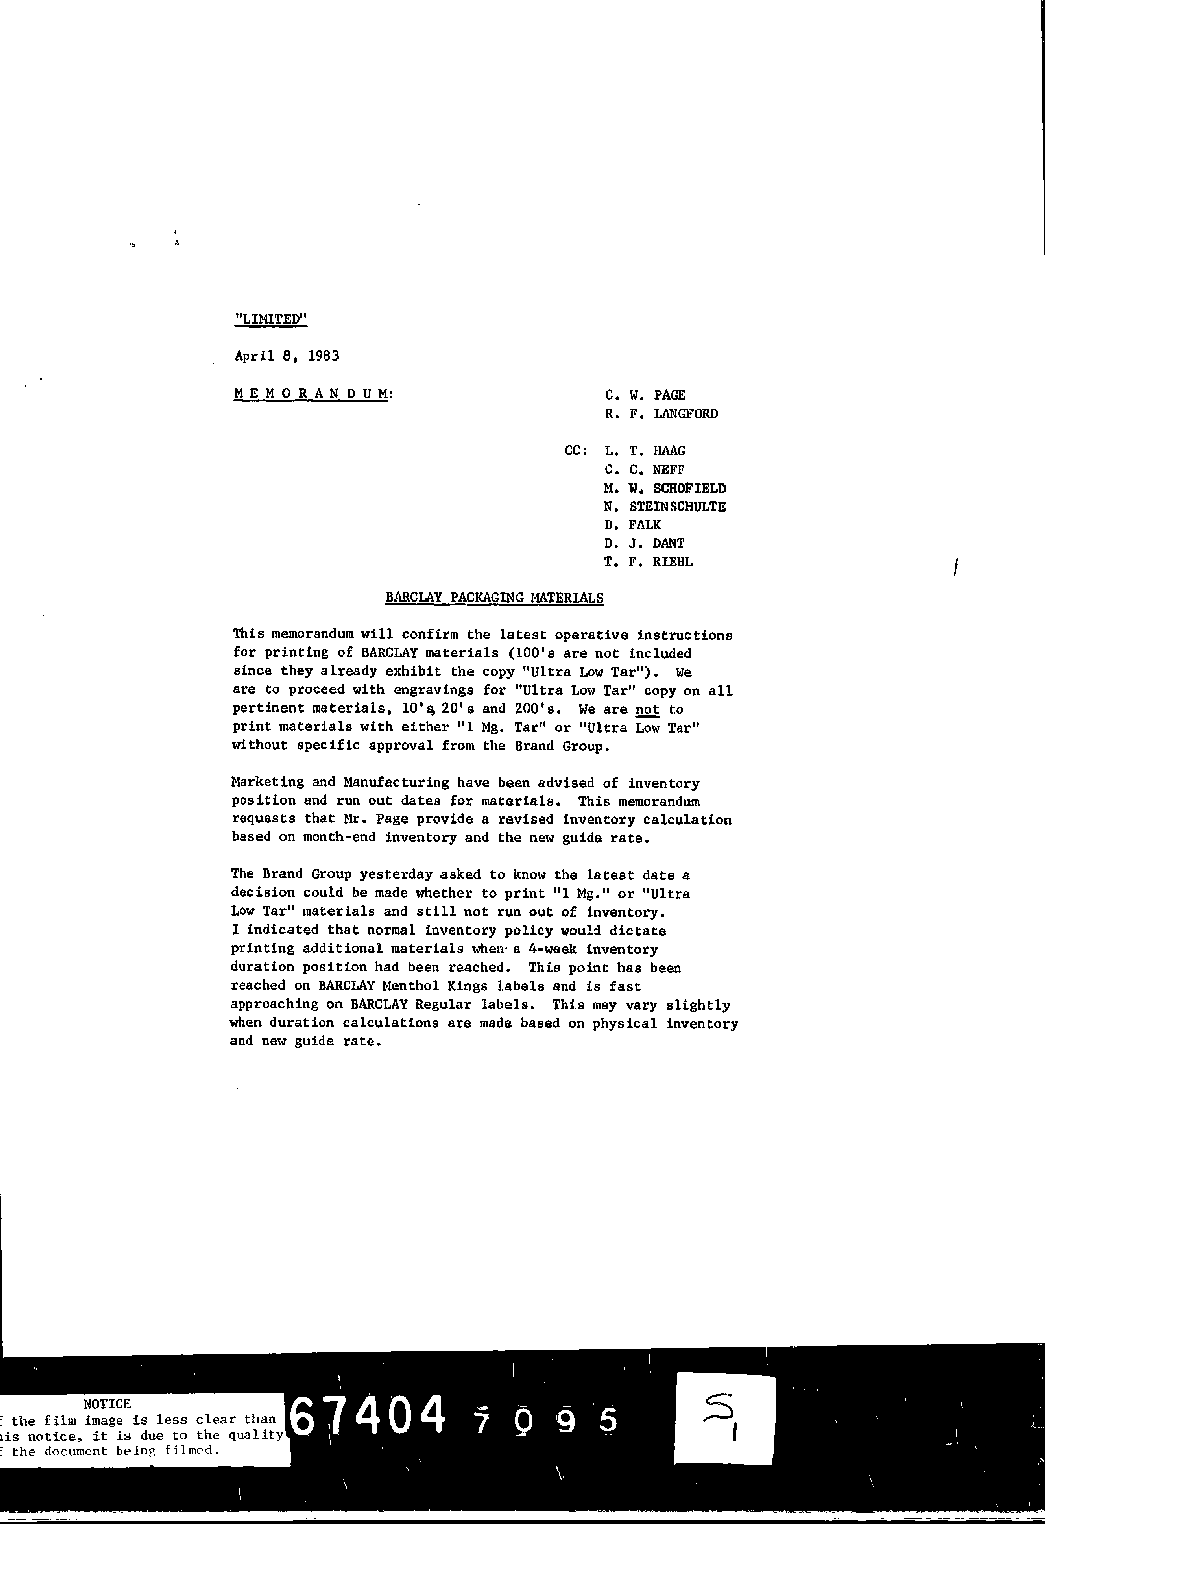 "LIMITED"
April 8, 1983
M E M O R A N D U M:
C. W. PAGE
R. F. LANGFORD
CC: L. T. HAAG
C. C. NEFF
M. W. SCHOFIELD
N. STEINSCHULTE
D. FALK
D. J. DANT
T. F. RIEHL
BARCLAY PACKAGING MATERIALS
This memorandum will confirm the latest operative instructions
for printing of BARCLAY materials (100's are not included
since they already exhibit the copy "Ultra Low Tar"). We
are to proceed with engravings for "Ultra Low Tar" copy on all
pertinent materials, 10's, 20's and 200's. We are not to
print materials with either "1 Mg. Tar" or "Ultra Low Tar"
without specific approval from the Brand Group.
Marketing and Manufacturing have been advised of inventory
position and run out dates for materials. This memorandum
requests that Mr. Page provide a revised inventory calculation
based on month-end inventory and the new guide rate.
The Brand Group yesterday asked to know the latest date a
decision could be made whether to print "1 Mg." or "Ultra
Low Tar" materials and still not run out of inventory.
I indicated that normal inventory policy would dictate
printing additional materials when a 4-week inventory
duration position had been reached. This point has been
reached on BARCLAY Menthol Kings labels and is fast
approaching on BARCLAY Regular labels. This may vary slightly
when duration calculations are made based on physical inventory
and new guide rate.
NOTICE
f the film image is less clear than
his notice, it is due to the quality
f the document being filmed.
67404 7095
S1